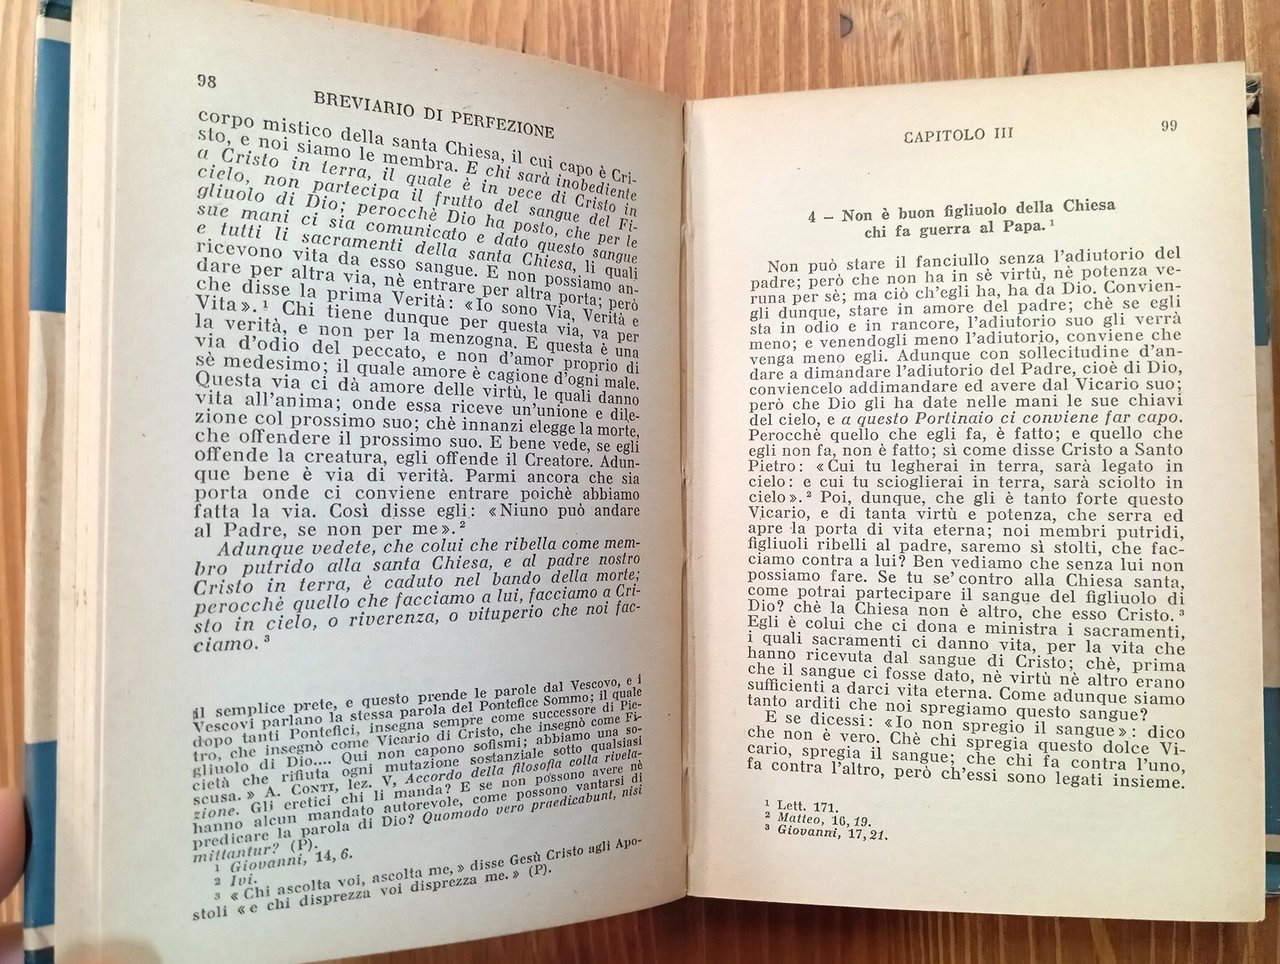 98
BREVIARIO DI PERFEZIONE
corpo mistico della santa Chiesa, il cui capo è Cri-
sto, e noi siamo le membra. E chi sarà inobediente
a Cristo in terra, il quale è in vece di Cristo in
cielo, non partecipa il frutto del sangue del Fi-
gliuolo di Dio; perocchè Dio ha posto, che per le
sue mani ci sia comunicato e dato questo sangue
e tutti li sacramenti della santa Chiesa, li quali
ricevono vita da esso sangue. E non possiamo an-
dare per altra via, nè entrare per altra porta; però
che disse la prima Verità: «Io sono Via, Verità e
Vita».¹ Chi tiene dunque per questa via, va per
la verità, e non per la menzogna. E questa è una
via d'odio del peccato, e non d'amor proprio di
sè medesimo; il quale amore è cagione d'ogni male.
Questa via ci dà amore delle virtù, le quali danno
vita all'anima; onde essa riceve un'unione e dile-
zione col prossimo suo; chè innanzi elegge la morte,
che offendere il prossimo suo. E bene vede, se egli
offende la creatura, egli offende il Creatore. Adun-
que bene è via di verità. Parmi ancora che sia
porta onde ci conviene entrare poichè abbiamo
fatta la via. Così disse egli: «Niuno può andare
al Padre, se non per me».²
Adunque vedete, che colui che ribella come mem-
bro putrido alla santa Chiesa, e al padre nostro
Cristo in terra, è caduto nel bando della morte;
perocchè quello che facciamo a lui, facciamo a Cri-
sto in cielo, o riverenza, o vituperio che noi fac-
ciamo.³
il semplice prete, e questo prende le parole dal Vescovo, e i
Vescovi parlano la stessa parola del Pontefice Sommo; il quale
dopo tanti Pontefici, insegna sempre come successore di Pie-
tro, che insegnò come Vicario di Cristo, che insegnò come Fi-
gliuolo di Dio.... Qui non capono sofismi; abbiamo una so-
cietà che rifiuta ogni mutazione sostanziale sotto qualsiasi
scusa. » A. CONTI, lez. V, Accordo della filosofia colla rivela-
zione. Gli eretici chi li manda? E se non possono avere nè
hanno alcun mandato autorevole, come possono vantarsi di
predicare la parola di Dio? Quomodo vero praedicabunt, nisi
mittantur? (P).
¹ Giovanni, 14, 6.
² Ivi.
³ « Chi ascolta voi, ascolta me, » disse Gesù Cristo agli Apo-
stoli « e chi disprezza voi disprezza me. » (P).
CAPITOLO III
99
4 – Non è buon figliuolo della Chiesa
chi fa guerra al Papa.¹
Non può stare il fanciullo senza l'adiutorio del
padre; però che non ha in sè virtù, nè potenza ve-
runa per sè; ma ciò ch'egli ha, ha da Dio. Convien-
gli dunque, stare in amore del padre; chè se egli
sta in odio e in rancore, l'adiutorio suo gli verrà
meno; e venendogli meno l'adiutorio, conviene che
venga meno egli. Adunque con sollecitudine d'an-
dare a dimandare l'adiutorio del Padre, cioè di Dio,
conviencelo addimandare ed avere dal Vicario suo;
però che Dio gli ha date nelle mani le sue chiavi
del cielo, e a questo Portinaio ci conviene far capo.
Perocchè quello che egli fa, è fatto; e quello che
egli non fa, non è fatto; sì come disse Cristo a Santo
Pietro: «Cui tu legherai in terra, sarà legato in
cielo: e cui tu scioglierai in terra, sarà sciolto in
cielo».² Poi, dunque, che gli è tanto forte questo
Vicario, e di tanta virtù e potenza, che serra ed
apre la porta di vita eterna; noi membri putridi,
figliuoli ribelli al padre, saremo sì stolti, che fac-
ciamo contra a lui? Ben vediamo che senza lui non
possiamo fare. Se tu se' contro alla Chiesa santa,
come potrai partecipare il sangue del figliuolo di
Dio? chè la Chiesa non è altro, che esso Cristo.³
Egli è colui che ci dona e ministra i sacramenti,
i quali sacramenti ci danno vita, per la vita che
hanno ricevuta dal sangue di Cristo; chè, prima
che il sangue ci fosse dato, nè virtù nè altro erano
sufficienti a darci vita eterna. Come adunque siamo
tanto arditi che noi spregiamo questo sangue?
E se dicessi: «Io non spregio il sangue»: dico
che non è vero. Chè chi spregia questo dolce Vi-
cario, spregia il sangue; che chi fa contra l'uno,
fa contra l'altro, però ch'essi sono legati insieme.
¹ Lett. 171.
² Matteo, 16, 19.
³ Giovanni, 17, 21.